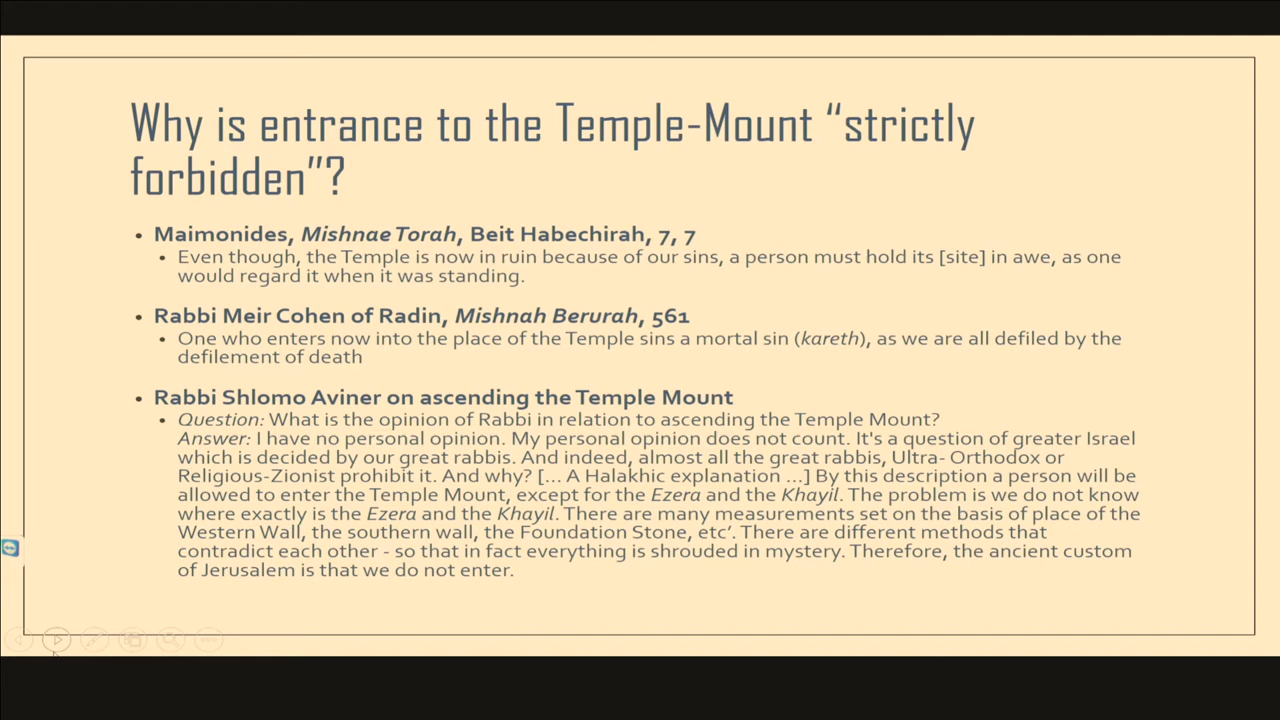 Why is entrance to the Temple-Mount “strictly
forbidden”?
• Maimonides, Mishnae Torah, Beit Habechirah, 7, 7
• Even though, the Temple is now in ruin because of our sins, a person must hold its [site] in awe, as one
would regard it when it was standing.
• Rabbi Meir Cohen of Radin, Mishnah Berurah, 561
• One who enters now into the place of the Temple sins a mortal sin (kareth), as we are all defiled by the
defilement of death
• Rabbi Shlomo Aviner on ascending the Temple Mount
• Question: What is the opinion of Rabbi in relation to ascending the Temple Mount?
Answer: I have no personal opinion. My personal opinion does not count. It's a question of greater Israel
which is decided by our great rabbis. And indeed, almost all the great rabbis, Ultra- Orthodox or
Religious-Zionist prohibit it. And why? [... A Halakhic explanation ...] By this description a person will be
allowed to enter the Temple Mount, except for the Ezera and the Khayil. The problem is we do not know
where exactly is the Ezera and the Khayil. There are many measurements set on the basis of place of the
Western Wall, the southern wall, the Foundation Stone, etc’. There are different methods that
contradict each other - so that in fact everything is shrouded in mystery. Therefore, the ancient custom
of Jerusalem is that we do not enter.